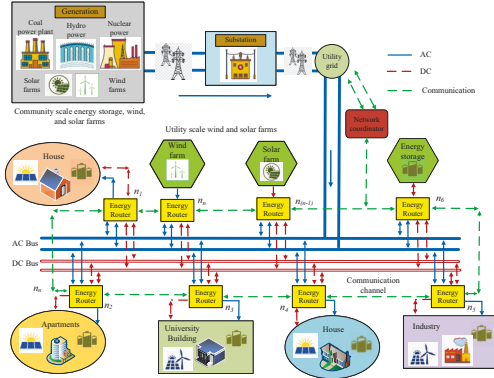 Generation
Coal
power plant
Hydro
power
Nuclear
power
Solar
farms
Wind
farms
Substation
Utility
grid
AC
DC
Communication
Community scale energy storage, wind,
and solar farms
Network
coordinator
Utility scale wind and solar farms
House
Wind
farm
Solar
farm
Energy
storage
n1
nn
n(n-1)
n6
Energy
Router
Energy
Router
Energy
Router
Energy
Router
AC Bus
DC Bus
Communication
channel
Energy
Router
n2
Energy
Router
n3
Energy
Router
n4
Energy
Router
n5
Apartments
University
Building
House
Industry